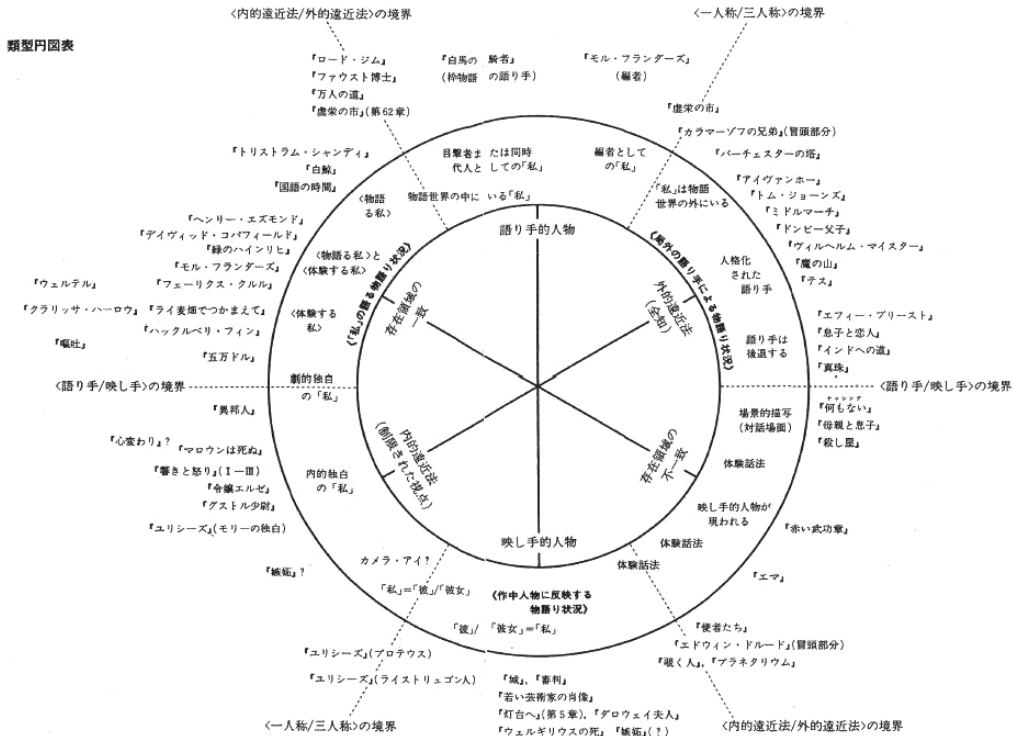 〈内的遠近法/外的遠近法〉の境界
〈一人称/三人称〉の境界
類型円図表
『ロード・ジム』
『ファウスト博士』
『万人の道』
『虚栄の市』(第62章)
『白馬の 騎者』
(枠物語 の語り手)
『モル・フランダーズ』
(編者)
『虚栄の市』
『カラマーゾフの兄弟』(冒頭部分)
『バーチェスターの塔』
『アイヴァンホー』
『トム・ジョーンズ』
『ミドルマーチ』
『ドンビー父子』
『ヴィルヘルム・マイスター』
『魔の山』
『テス』
『エフィー・ブリースト』
『息子と恋人』
『インドへの道』
『真珠』
『トリストラム・シャンディ』
『白鯨』
『国語の時間』
『ヘンリー・エズモンド』
『デイヴィッド・コパフィールド』
『緑のハインリヒ』
『モル・フランダーズ』
『ウェルテル』
『フェーリクス・クルル』
『クラリッサ・ハーロウ』
『ライ麦畑でつかまえて』
『ハックルベリ・フィン』
『嘔吐』
『五万ドル』
目撃者ま たは同時
代人と しての「私」
編者として
の「私」
〈物語
る私〉
物語世界の中に いる「私」
「私」は物語
世界の外にいる
〈物語る私〉と
〈体験する私〉
〈体験する
私〉
人格化
された
語り手
語り手は
後退する
《「私」の語る物語り状況》
《局外の語り手による物語り状況》
語り手的人物
存在領域の
一致
外的遠近法
(全知)
〈語り手/映し手〉の境界
劇的独白
の「私」
〈語り手/映し手〉の境界
内的遠近法
(制限された視点)
存在領域の
不一致
映し手的人物
場景的描写
(対話場面)
体験話法
映し手的人物が
現われる
体験話法
体験話法
内的独白
の「私」
カメラ・アイ?
「私」=「彼」/「彼女」
《作中人物に反映する
物語り状況》
「彼」/ 「彼女」=「私」
『異邦人』
『心変わり』?
『マロウンは死ぬ』
『響きと怒り』(I―III)
『令嬢エルゼ』
『グストル少尉』
『ユリシーズ』(モリーの独白)
『嫉妬』?
ナッシング
『何もない』
『母親と息子』
『殺し屋』
『赤い武功章』
『エマ』
『使者たち』
『エドウィン・ドルード』(冒頭部分)
『覗く人』,『プラネタリウム』
『ユリシーズ』(プロテウス)
『ユリシーズ』(ライストリュゴン人)
『城』,『審判』
『若い芸術家の肖像』
『灯台へ』(第5章),『ダロウェイ夫人』
『ウェルギリウスの死』『嫉妬』(?)
〈一人称/三人称〉の境界
〈内的遠近法/外的遠近法〉の境界